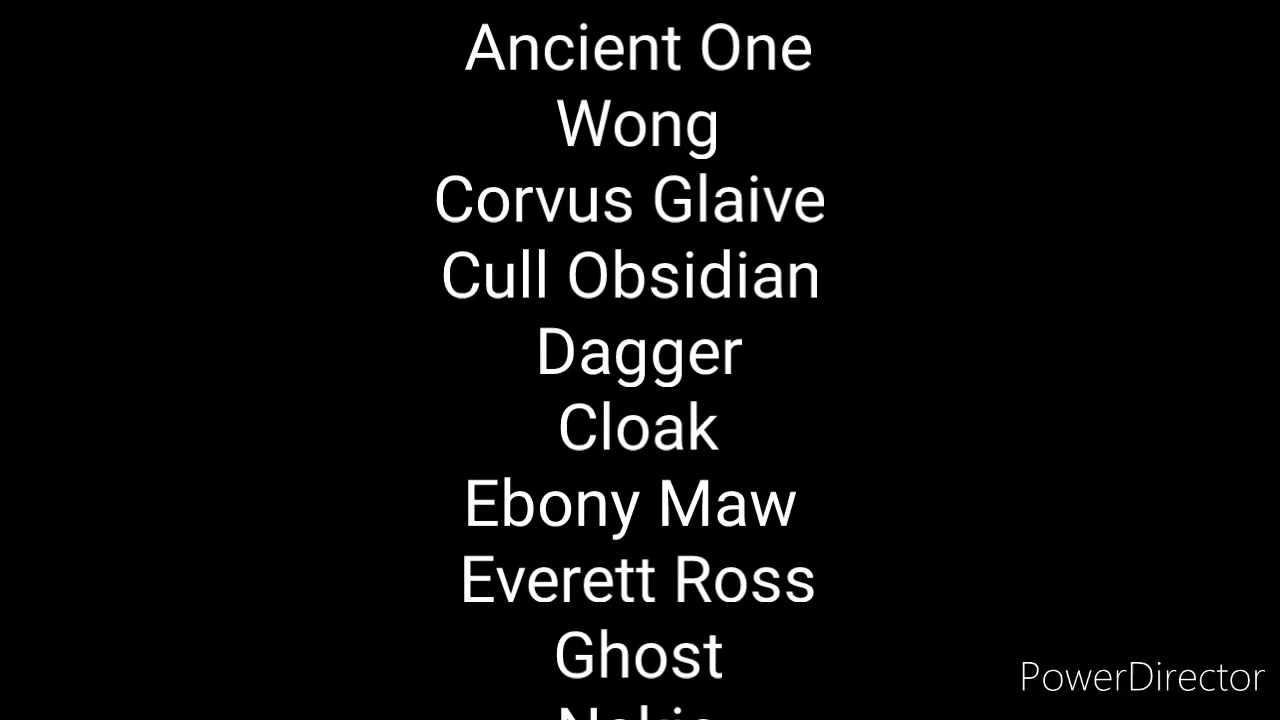 Ancient One
Wong
Corvus Glaive
Cull Obsidian
Dagger
Cloak
Ebony Maw
Everett Ross
Ghost
PowerDirector